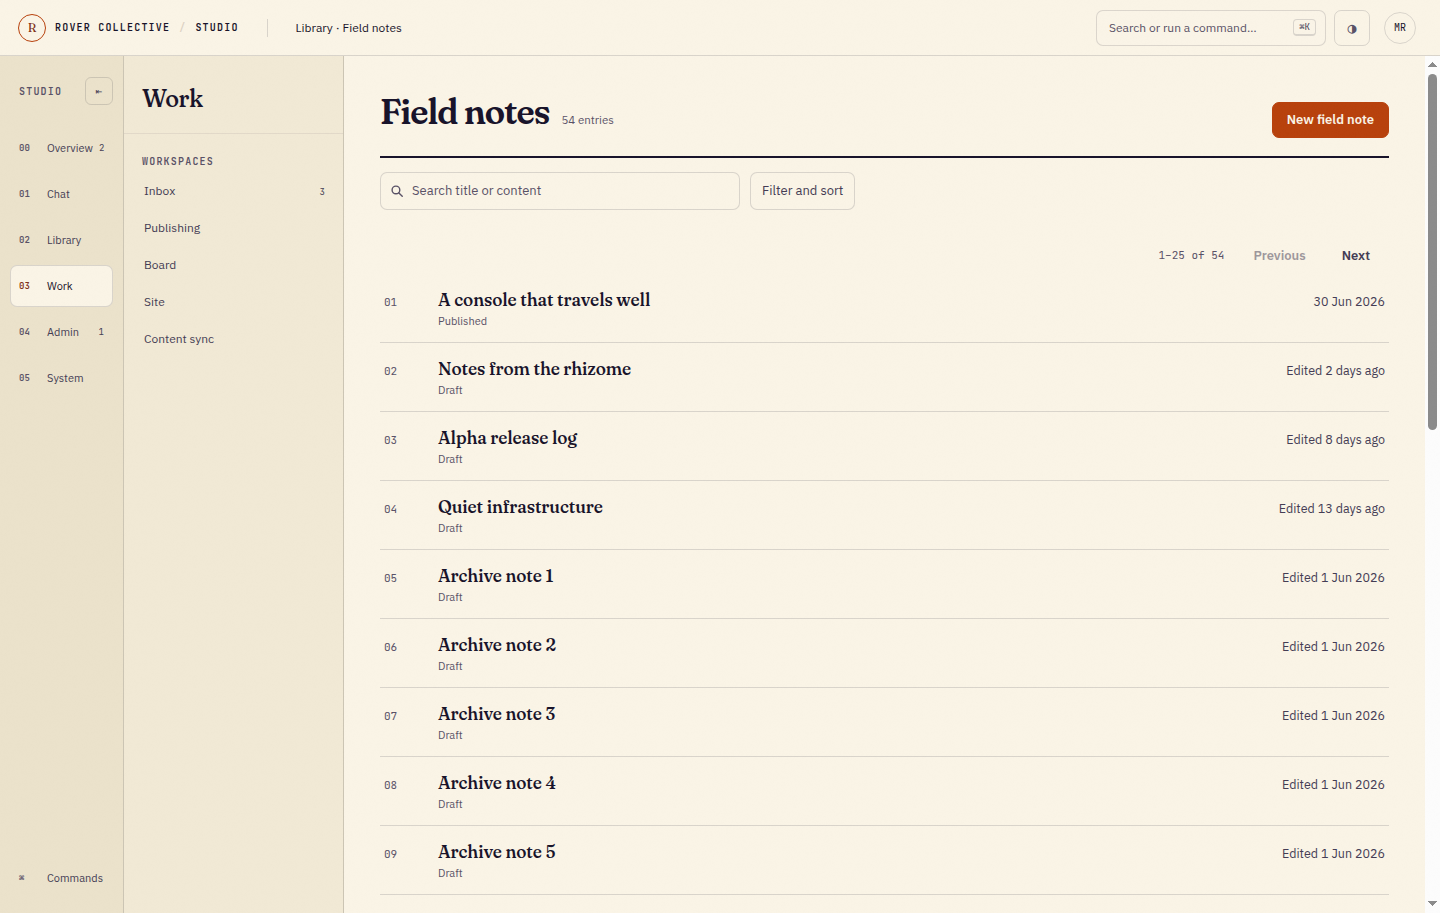 R ROVER COLLECTIVE / STUDIO Library · Field notes Search or run a command... ⌘K ◑ MR
STUDIO ⇤
00 Overview 2
01 Chat
02 Library
03 Work
04 Admin 1
05 System
⌘ Commands
Work
WORKSPACES
Inbox 3
Publishing
Board
Site
Content sync
Field notes 54 entries New field note
Search title or content Filter and sort
1–25 of 54 Previous Next
01 A console that travels well 30 Jun 2026
Published
02 Notes from the rhizome Edited 2 days ago
Draft
03 Alpha release log Edited 8 days ago
Draft
04 Quiet infrastructure Edited 13 days ago
Draft
05 Archive note 1 Edited 1 Jun 2026
Draft
06 Archive note 2 Edited 1 Jun 2026
Draft
07 Archive note 3 Edited 1 Jun 2026
Draft
08 Archive note 4 Edited 1 Jun 2026
Draft
09 Archive note 5 Edited 1 Jun 2026
Draft